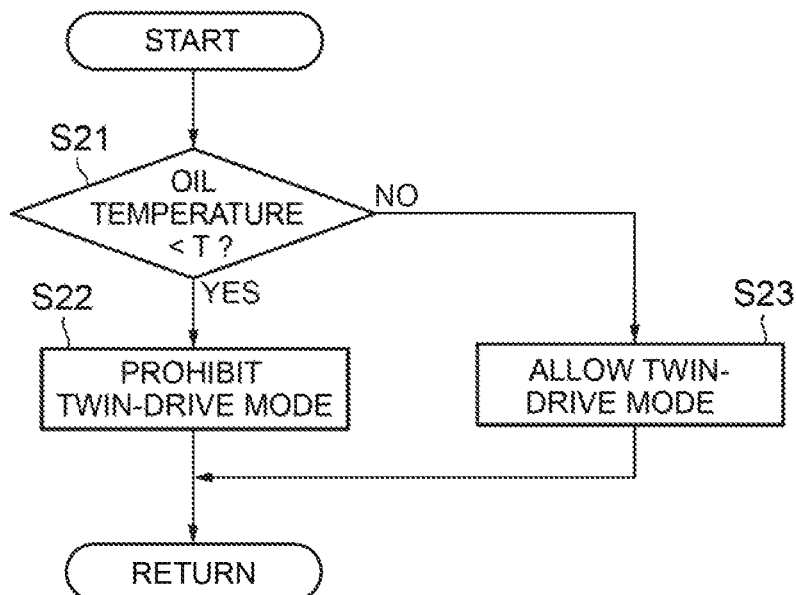 START
S21
OIL
TEMPERATURE
< T ?
NO
YES
S22
PROHIBIT
TWIN-DRIVE MODE
S23
ALLOW TWIN-
DRIVE MODE
RETURN